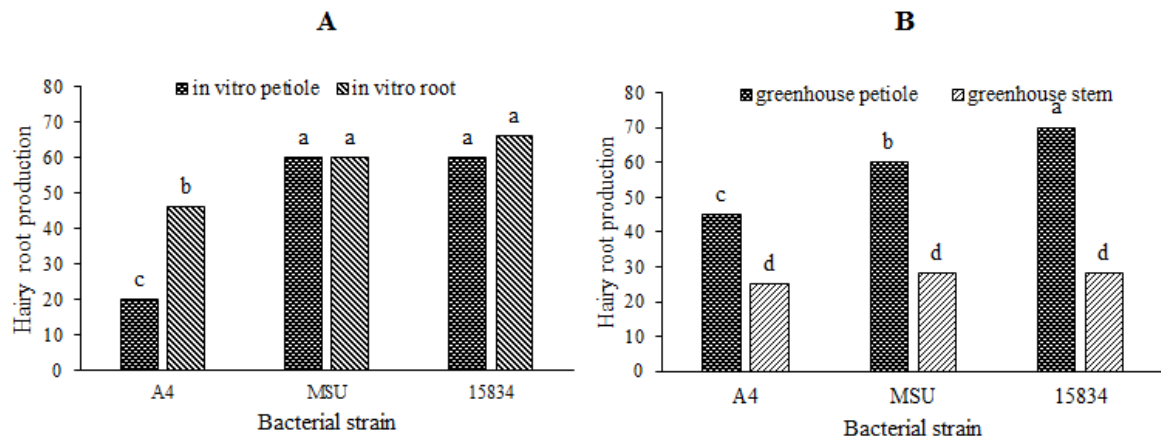 A
in vitro petiole in vitro root
Hairy root production
80
70
60
50
40
30
20
10
0
c
b
a
a
a
a
A4 MSU 15834
Bacterial strain
B
greenhouse petiole greenhouse stem
Hairy root production
80
70
60
50
40
30
20
10
0
c
d
b
d
a
d
A4 MSU 15834
Bacterial strain